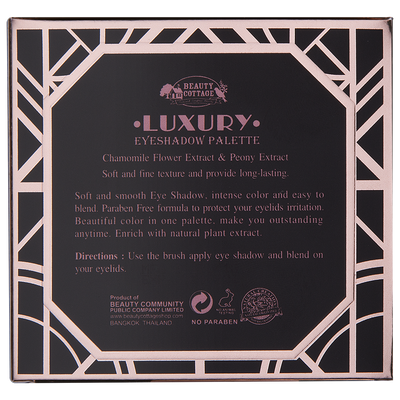 BEAUTY
COTTAGE
•LUXURY•
EYESHADOW PALETTE
Chamomile Flower Extract & Peony Extract
Soft and fine texture and provide long-lasting.
Soft and smooth Eye Shadow, intense color and easy to
blend. Paraben Free formula to protect your eyelids irritation.
Beautiful color in one palette, make you outstanding
anytime. Enrich with natural plant extract.
Directions : Use the brush apply eye shadow and blend on
your eyelids.
Product of
BEAUTY COMMUNITY
PUBLIC COMPANY LIMITED
www.beautycottageshop.com
BANGKOK, THAILAND
NO PARABEN